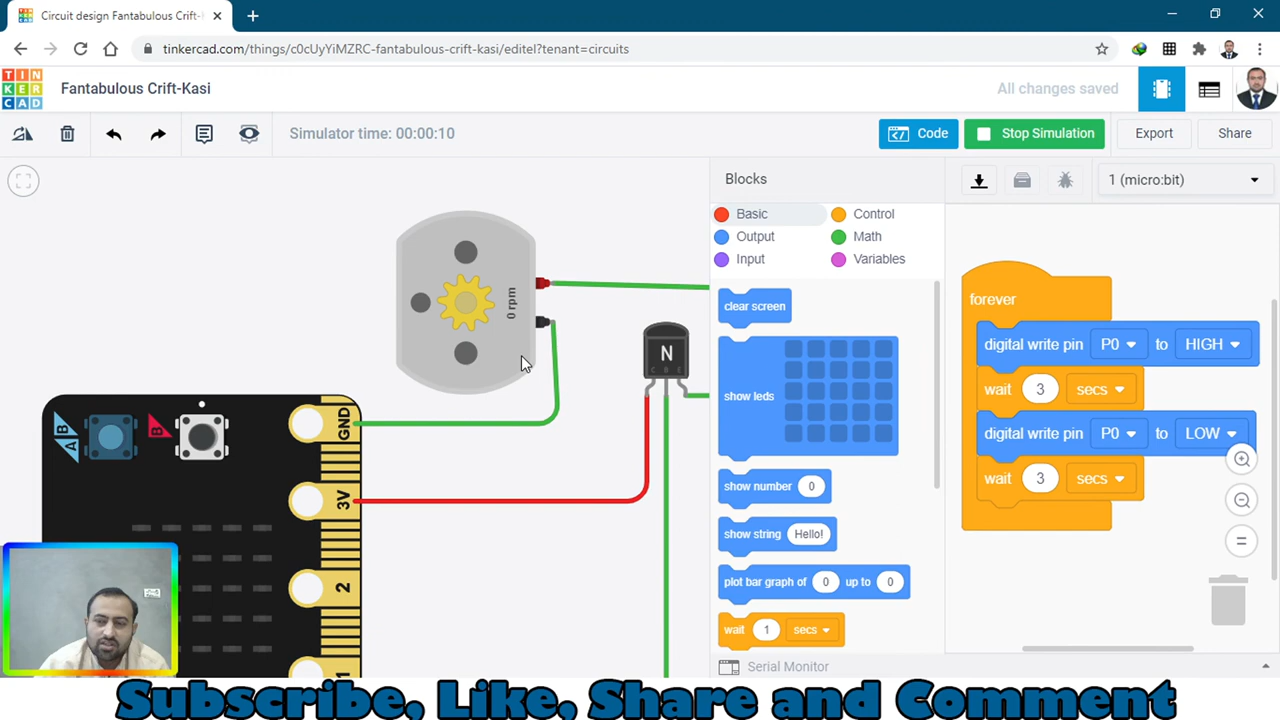 Circuit design Fantabulous Crift-
tinkercad.com/things/c0cUyYiMZRC-fantabulous-crift-kasi/editel?tenant=circuits
TINKERCAD
Fantabulous Crift-Kasi
All changes saved
Simulator time: 00:00:10
Code
Stop Simulation
Export
Share
Blocks
1 (micro:bit)
Basic
Control
Output
Math
Input
Variables
clear screen
show leds
show number 0
show string Hello!
plot bar graph of 0 up to 0
wait 1 secs
Serial Monitor
forever
digital write pin P0 to HIGH
wait 3 secs
digital write pin P0 to LOW
wait 3 secs
0 rpm
N
C B E
A B
B
GND
3V
2
1
Subscribe, Like, Share and Comment